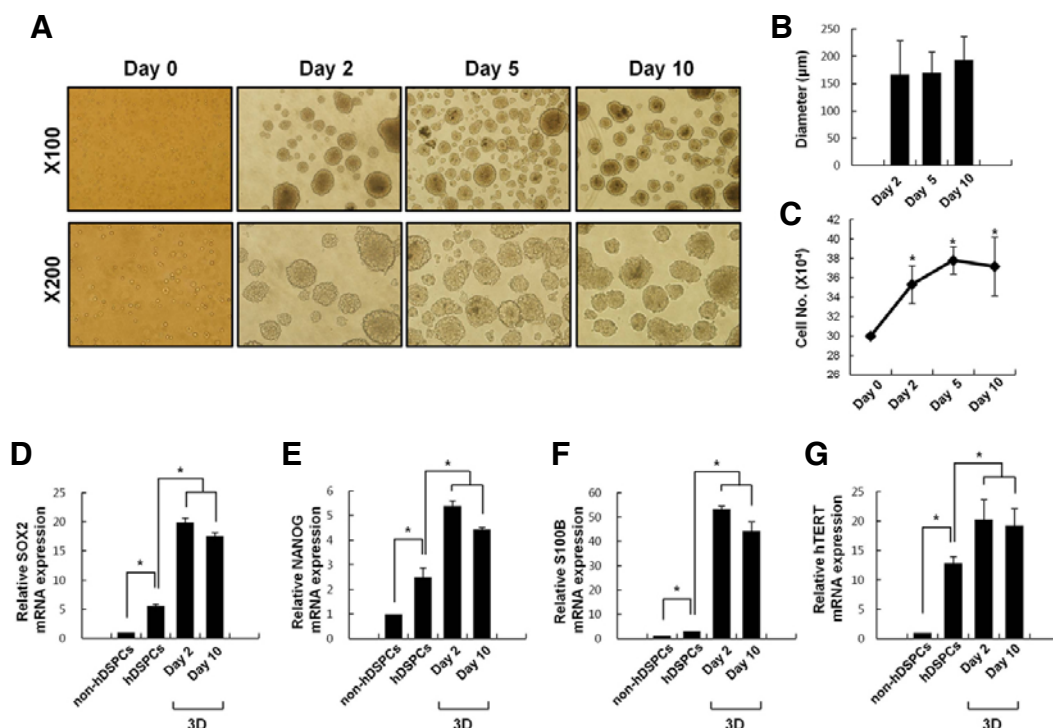 A
Day 0 Day 2 Day 5 Day 10
X100
X200
B
Diameter (μm)
250
200
150
100
50
0
Day 2 Day 5 Day 10
C
Cell No. (X10⁴)
42
40
38
36
34
32
30
28
26
* * *
Day 0 Day 2 Day 5 Day 10
D
Relative SOX2
mRNA expression
25
20
15
10
5
0
* *
non-hDSPCs hDSPCs Day 2 Day 10
3D
E
Relative NANOG
mRNA expression
6
5
4
3
2
1
0
* *
non-hDSPCs hDSPCs Day 2 Day 10
3D
F
Relative S100B
mRNA expression
60
50
40
30
20
10
0
* *
non-hDSPCs hDSPCs Day 2 Day 10
3D
G
Relative hTERT
mRNA expression
25
20
15
10
5
0
* *
non-hDSPCs hDSPCs Day 2 Day 10
3D